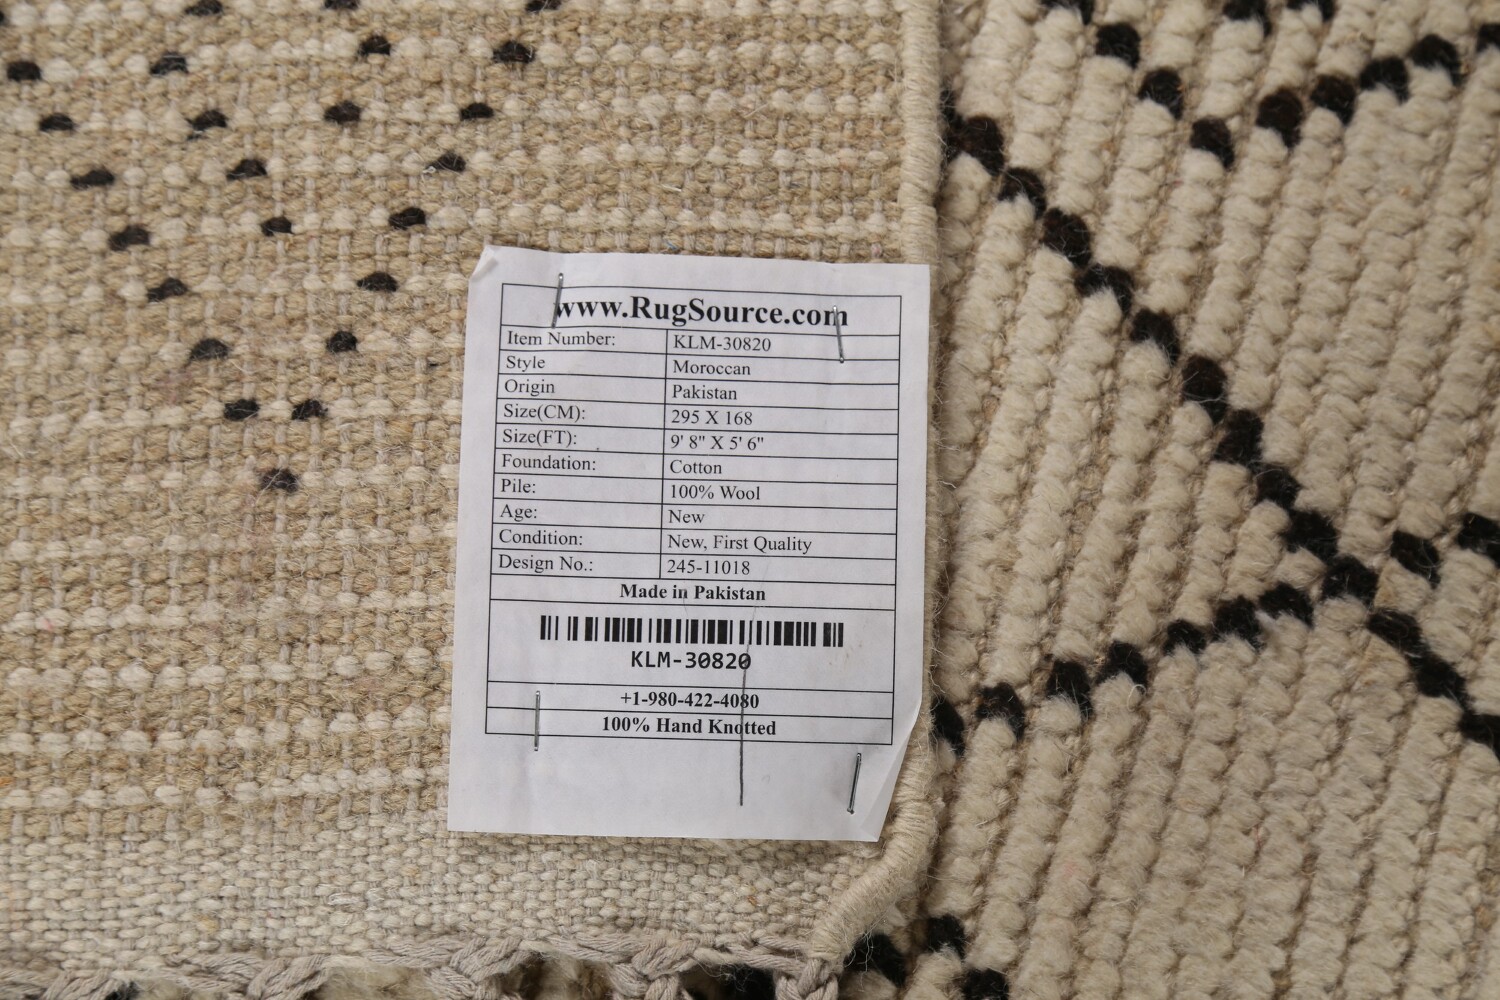 www.RugSource.com
Item Number: KLM-30820
Style Moroccan
Origin Pakistan
Size(CM): 295 X 168
Size(FT): 9' 8" X 5' 6"
Foundation: Cotton
Pile: 100% Wool
Age: New
Condition: New, First Quality
Design No.: 245-11018
Made in Pakistan
KLM-30820
+1-980-422-4080
100% Hand Knotted